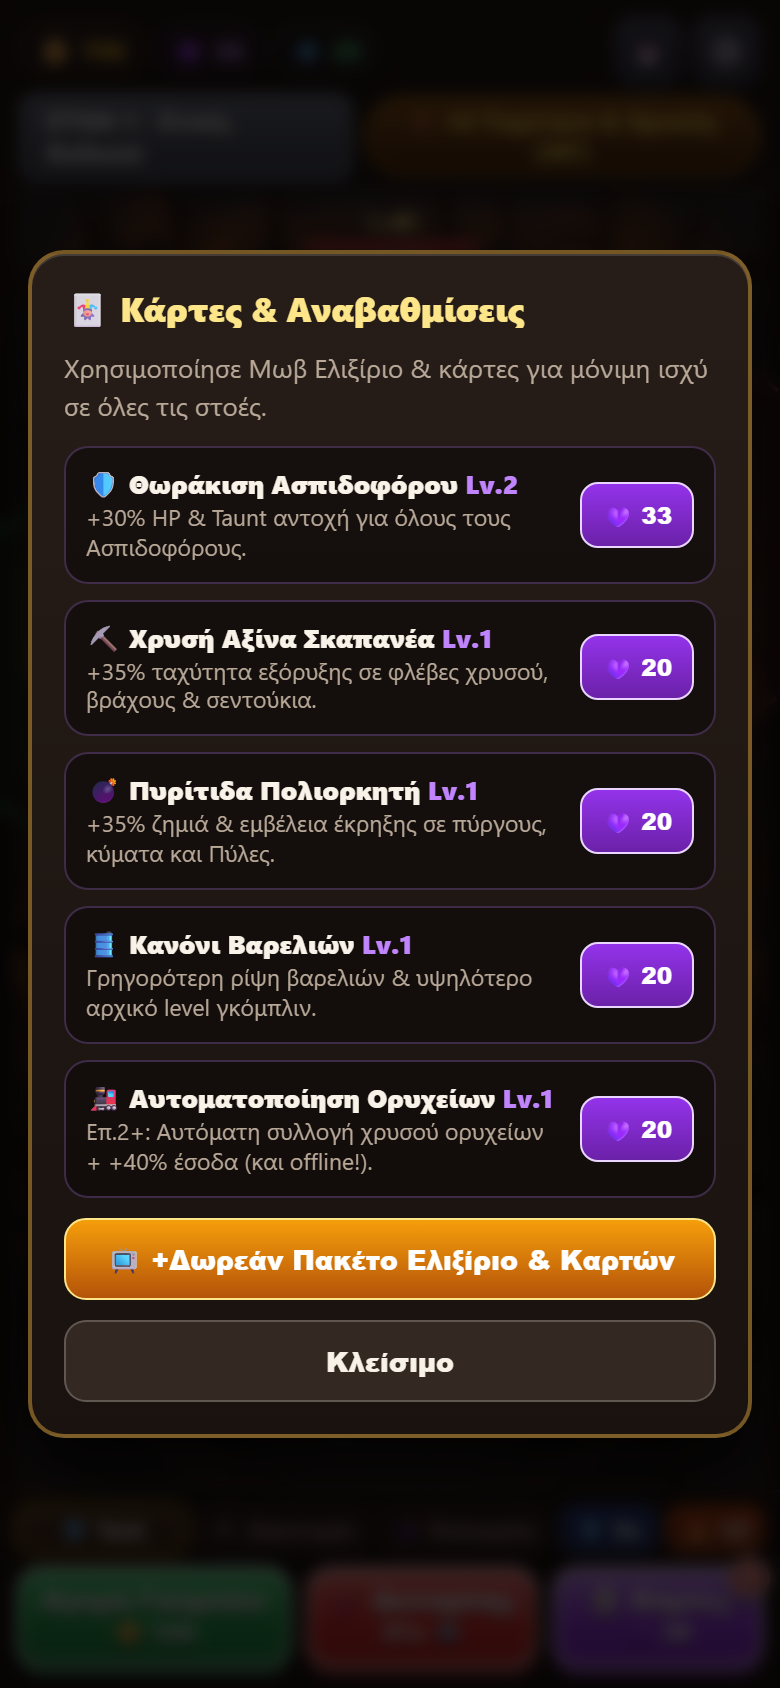 Κάρτες & Αναβαθμίσεις
Χρησιμοποίησε Μωβ Ελιξίριο & κάρτες για μόνιμη ισχύ
σε όλες τις στοές.
Θωράκιση Ασπιδοφόρου Lv.2
+30% HP & Taunt αντοχή για όλους τους
Ασπιδοφόρους.
33
Χρυσή Αξίνα Σκαπανέα Lv.1
+35% ταχύτητα εξόρυξης σε φλέβες χρυσού,
βράχους & σεντούκια.
20
Πυρίτιδα Πολιορκητή Lv.1
+35% ζημιά & εμβέλεια έκρηξης σε πύργους,
κύματα και Πύλες.
20
Κανόνι Βαρελιών Lv.1
Γρηγορότερη ρίψη βαρελιών & υψηλότερο
αρχικό level γκόμπλιν.
20
Αυτοματοποίηση Ορυχείων Lv.1
Επ.2+: Αυτόματη συλλογή χρυσού ορυχείων
+ +40% έσοδα (και offline!).
20
+Δωρεάν Πακέτο Ελιξίριο & Καρτών
Κλείσιμο